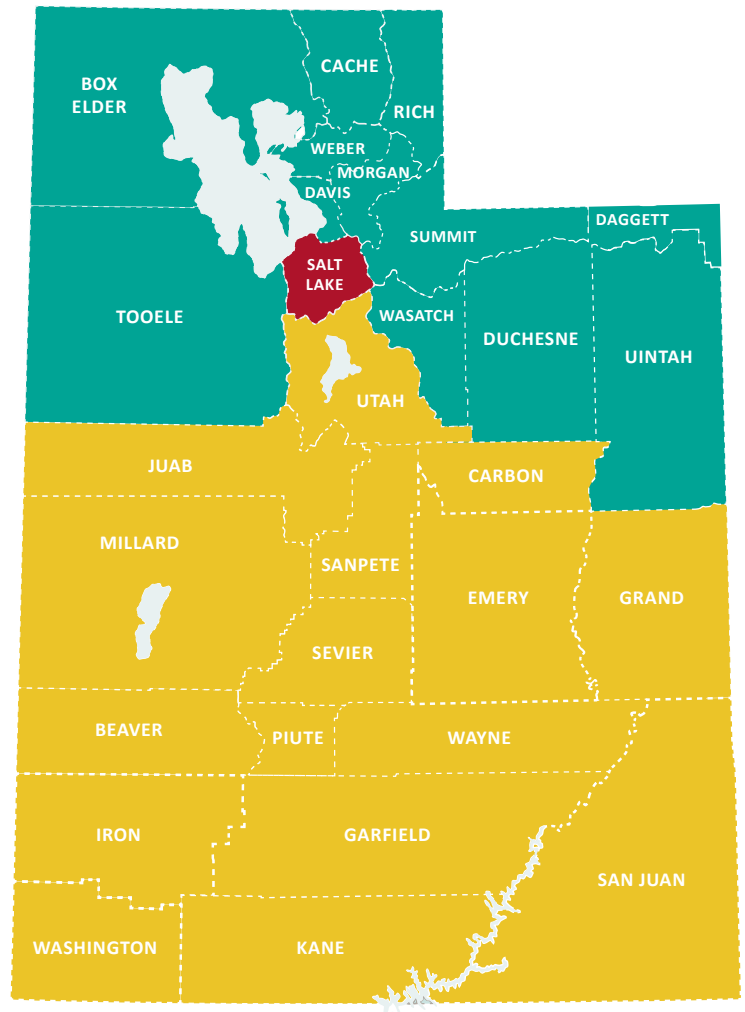 CACHE
BOX
ELDER
RICH
WEBER
MORGAN
DAVIS
DAGGETT
SUMMIT
SALT
LAKE
TOOELE
WASATCH
DUCHESNE
UINTAH
UTAH
JUAB
CARBON
MILLARD
SANPETE
EMERY
GRAND
SEVIER
BEAVER
PIUTE
WAYNE
IRON
GARFIELD
SAN JUAN
WASHINGTON
KANE